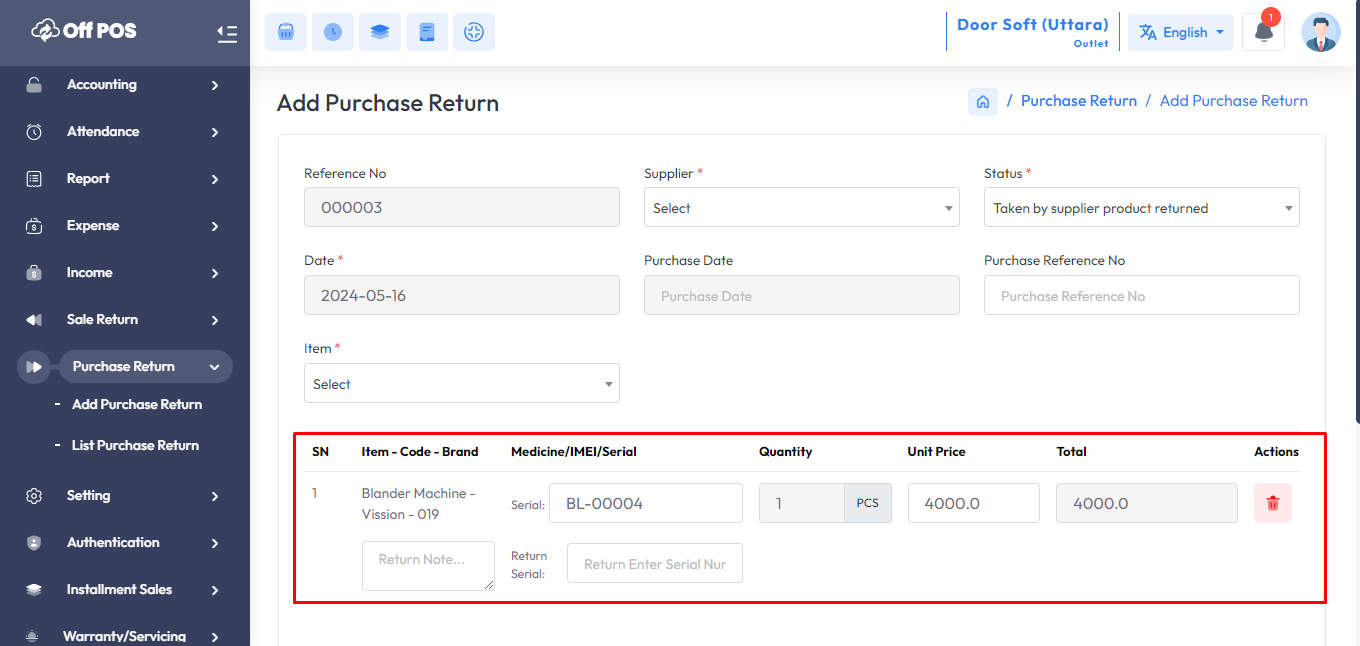 Off POS
Door Soft (Uttara)
Outlet
English
1
Accounting
Attendance
Report
Expense
Income
Sale Return
Purchase Return
- Add Purchase Return
- List Purchase Return
Setting
Authentication
Installment Sales
Warranty/Servicing
Add Purchase Return
/ Purchase Return / Add Purchase Return
Reference No
000003
Supplier *
Select
Status *
Taken by supplier product returned
Date *
2024-05-16
Purchase Date
Purchase Date
Purchase Reference No
Purchase Reference No
Item *
Select
SN Item - Code - Brand Medicine/IMEI/Serial Quantity Unit Price Total Actions
1 Blander Machine - Serial: BL-00004 1 PCS 4000.0 4000.0
Vission - 019
Return Note...
Return
Serial:
Return Enter Serial Nur